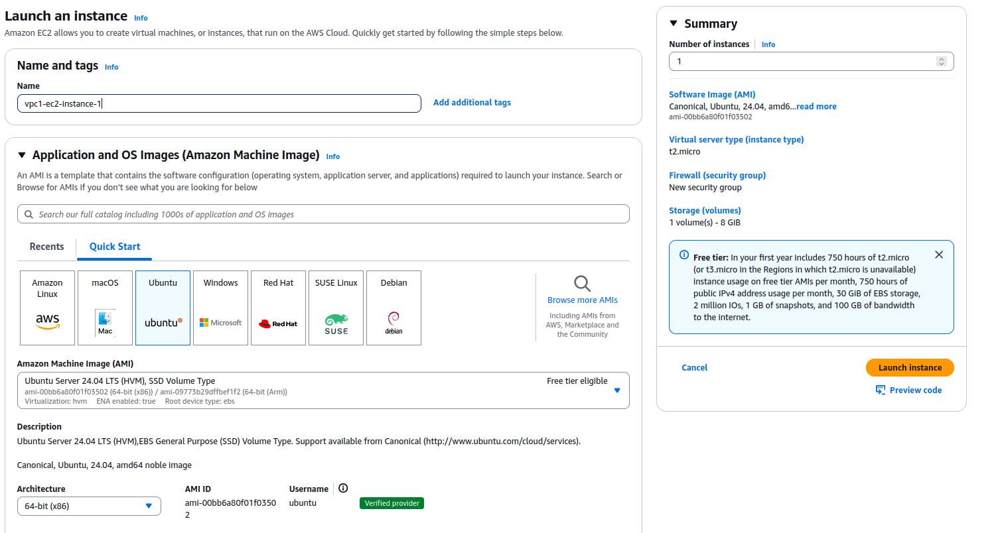 Launch an instance Info
Amazon EC2 allows you to create virtual machines, or instances, that run on the AWS Cloud. Quickly get started by following the simple steps below.
Name and tags Info
Name
vpc1-ec2-instance-1
Add additional tags
Application and OS Images (Amazon Machine Image) Info
An AMI is a template that contains the software configuration (operating system, application server, and applications) required to launch your instance. Search or
Browse for AMIs if you don't see what you are looking for below
Search our full catalog including 1000s of application and OS images
Recents
Quick Start
Amazon
Linux
aws
macOS
Mac
Ubuntu
ubuntu
Windows
Microsoft
Red Hat
Red Hat
SUSE Linux
SUSE
Debian
debian
Browse more AMIs
Including AMIs from
AWS, Marketplace and
the Community
Amazon Machine Image (AMI)
Ubuntu Server 24.04 LTS (HVM), SSD Volume Type
Free tier eligible
ami-00bb6a80f01f03502 (64-bit (x86)) / ami-09773b29dffbef1f2 (64-bit (Arm))
Virtualization: hvm ENA enabled: true Root device type: ebs
Description
Ubuntu Server 24.04 LTS (HVM),EBS General Purpose (SSD) Volume Type. Support available from Canonical (http://www.ubuntu.com/cloud/services).
Canonical, Ubuntu, 24.04, amd64 noble image
Architecture
64-bit (x86)
AMI ID
ami-00bb6a80f01f0350
2
Username
ubuntu
Verified provider
Summary
Number of instances Info
1
Software Image (AMI)
Canonical, Ubuntu, 24.04, amd6...read more
ami-00bb6a80f01f03502
Virtual server type (instance type)
t2.micro
Firewall (security group)
New security group
Storage (volumes)
1 volume(s) - 8 GiB
Free tier: In your first year includes 750 hours of t2.micro
(or t3.micro in the Regions in which t2.micro is unavailable)
instance usage on free tier AMIs per month, 750 hours of
public IPv4 address usage per month, 30 GiB of EBS storage,
2 million IOs, 1 GB of snapshots, and 100 GB of bandwidth
to the internet.
Cancel
Launch instance
Preview code